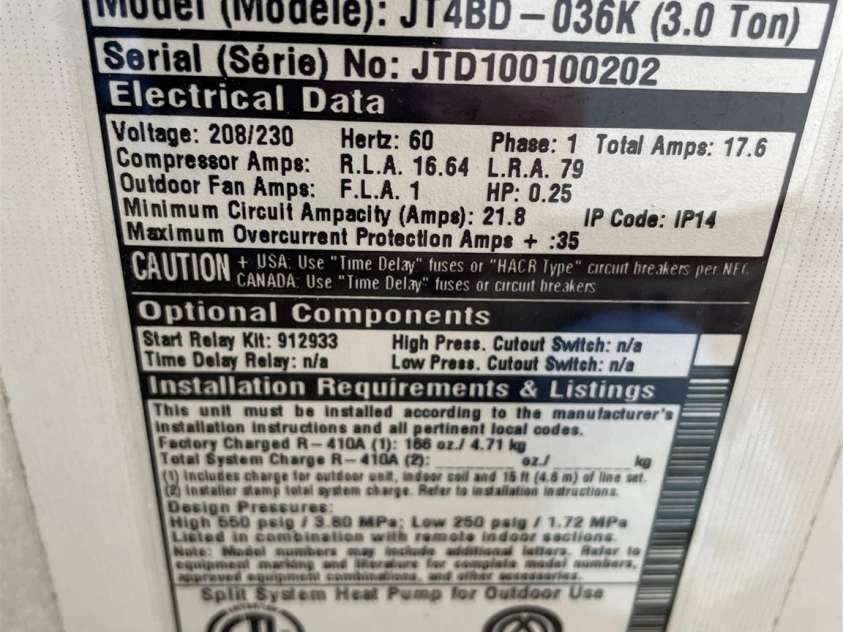 Model (Modèle): JT4BD-036K (3.0 Ton)
Serial (Série) No: JTD100100202
Electrical Data
Voltage: 208/230 Hertz: 60 Phase: 1 Total Amps: 17.6
Compressor Amps: R.L.A. 16.64 L.R.A. 79
Outdoor Fan Amps: F.L.A. 1 HP: 0.25
Minimum Circuit Ampacity (Amps): 21.8 IP Code: IP14
Maximum Overcurrent Protection Amps + :35
CAUTION + USA: Use "Time Delay" fuses or "HACR Type" circuit breakers per NEC.
CANADA: Use "Time Delay" fuses or circuit breakers
Optional Components
Start Relay Kit: 912933 High Press. Cutout Switch: n/a
Time Delay Relay: n/a Low Press. Cutout Switch: n/a
Installation Requirements & Listings
This unit must be installed according to the manufacturer's
installation instructions and all pertinent local codes.
Factory Charged R-410A (1): 166 oz./ 4.71 kg
Total System Charge R-410A (2): oz./ kg
(1) Includes charge for outdoor unit, indoor coil and 15 ft (4.6 m) of line set.
(2) Installer stamp total system charge. Refer to installation instructions.
Design Pressures:
High 550 psig / 3.80 MPa; Low 250 psig / 1.72 MPa
Listed in combination with remote indoor sections.
Note: Model numbers may include additional letters. Refer to
equipment marking and literature for complete model numbers,
approved equipment combinations, and other accessories.
Split System Heat Pump for Outdoor Use